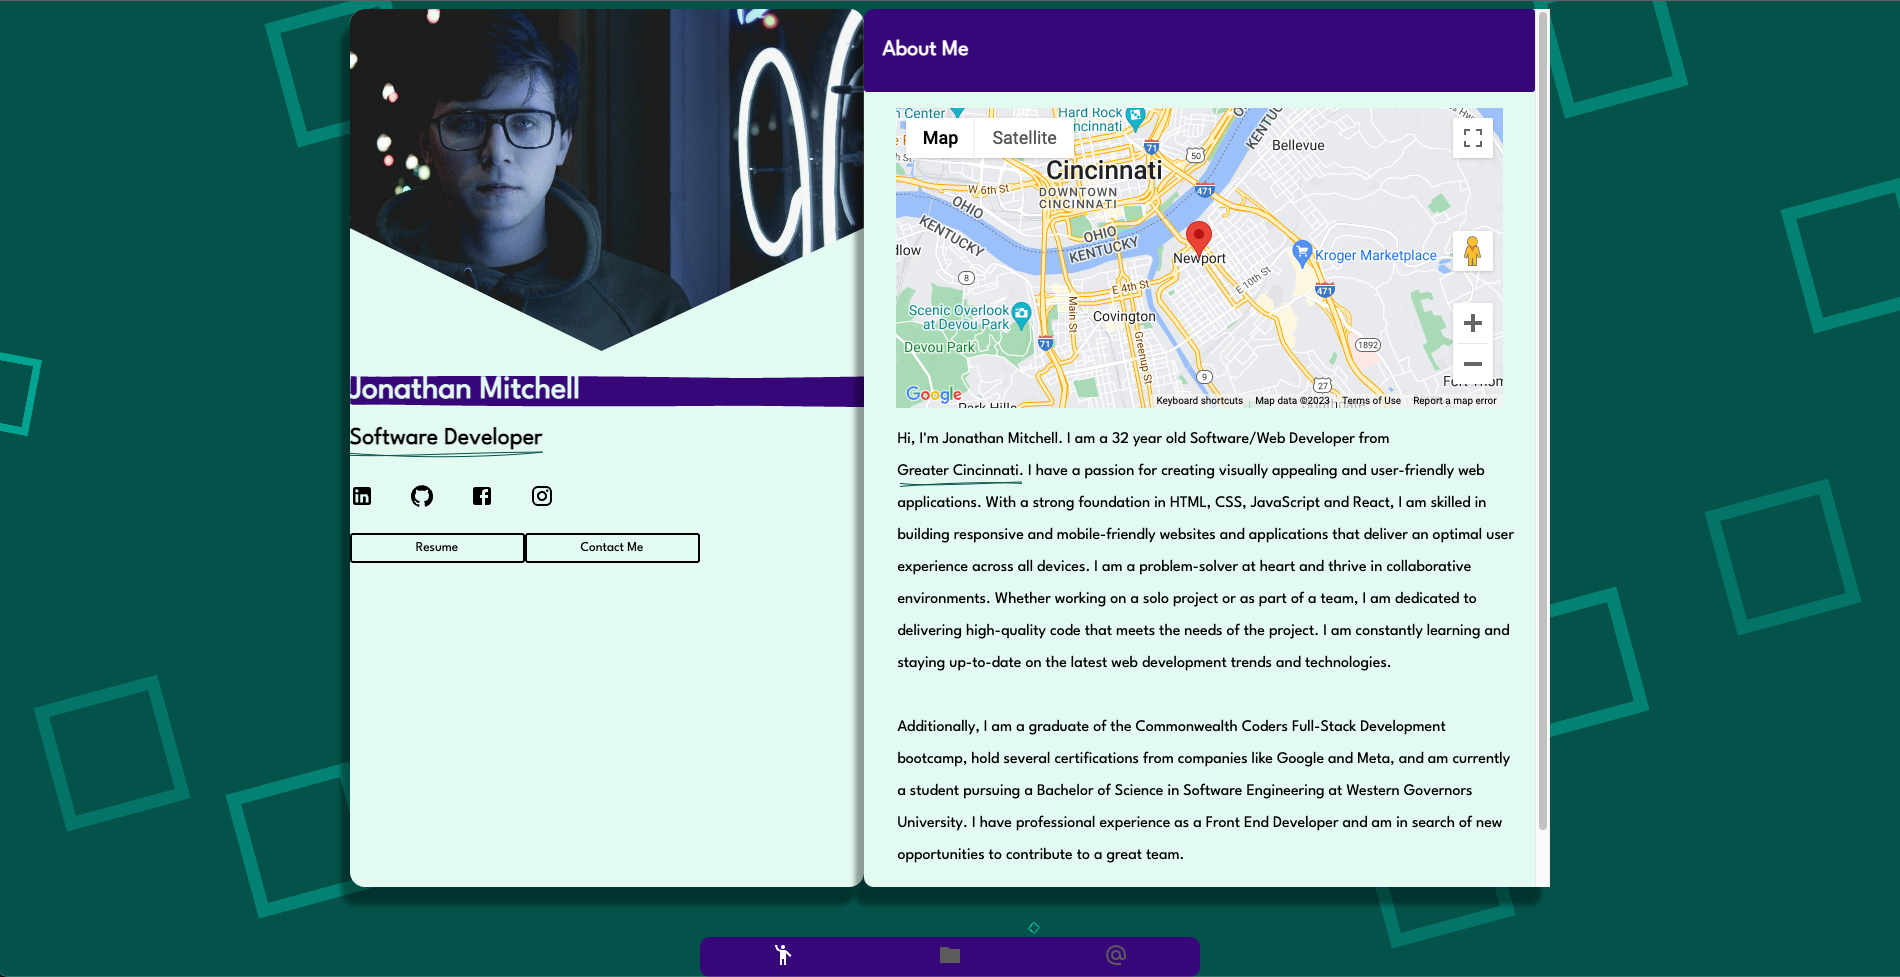 About Me
Map
Satellite
Cincinnati
DOWNTOWN
CINCINNATI
Hard Rock
Bellevue
W 6th St
OHIO
KENTUCKY
OHIO
KENTUCKY
KENTUCKY
71
50
471
Newport
Kroger Marketplace
8
E 4th St
E 10th St
471
Scenic Overlook
at Devou Park
Main St
Covington
Greenup St
Devou Park
71
1892
9
27
Google
Keyboard shortcuts
Map data ©2023
Terms of Use
Report a map error
Jonathan Mitchell
Software Developer
Resume
Contact Me
Hi, I'm Jonathan Mitchell. I am a 32 year old Software/Web Developer from
Greater Cincinnati. I have a passion for creating visually appealing and user-friendly web
applications. With a strong foundation in HTML, CSS, JavaScript and React, I am skilled in
building responsive and mobile-friendly websites and applications that deliver an optimal user
experience across all devices. I am a problem-solver at heart and thrive in collaborative
environments. Whether working on a solo project or as part of a team, I am dedicated to
delivering high-quality code that meets the needs of the project. I am constantly learning and
staying up-to-date on the latest web development trends and technologies.
Additionally, I am a graduate of the Commonwealth Coders Full-Stack Development
bootcamp, hold several certifications from companies like Google and Meta, and am currently
a student pursuing a Bachelor of Science in Software Engineering at Western Governors
University. I have professional experience as a Front End Developer and am in search of new
opportunities to contribute to a great team.